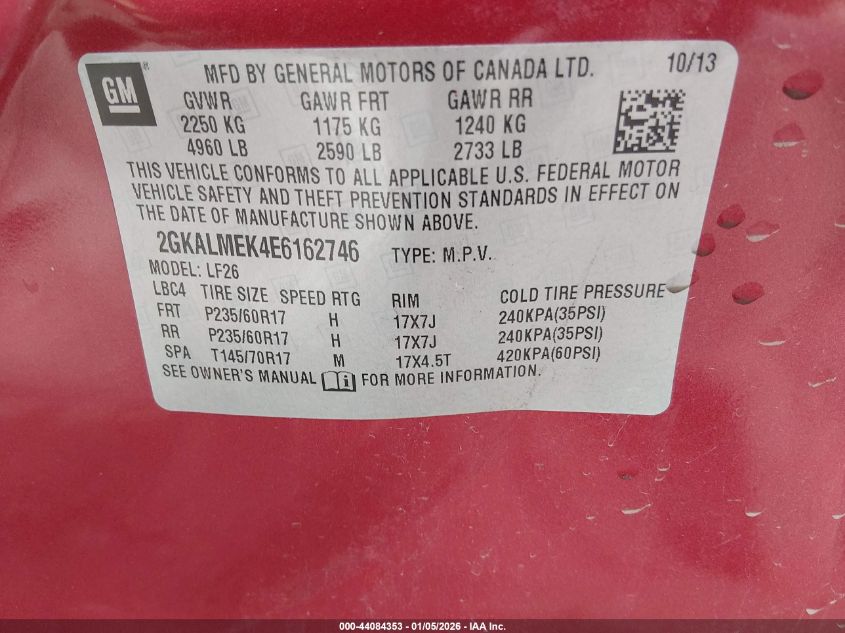 GM
MFD BY GENERAL MOTORS OF CANADA LTD. 10/13
GVWR GAWR FRT GAWR RR
2250 KG 1175 KG 1240 KG
4960 LB 2590 LB 2733 LB
THIS VEHICLE CONFORMS TO ALL APPLICABLE U.S. FEDERAL MOTOR
VEHICLE SAFETY AND THEFT PREVENTION STANDARDS IN EFFECT ON
THE DATE OF MANUFACTURE SHOWN ABOVE.
2GKALMEK4E6162746 TYPE: M.P.V.
MODEL: LF26
LBC4 TIRE SIZE SPEED RTG RIM COLD TIRE PRESSURE
FRT P235/60R17 H 17X7J 240KPA(35PSI)
RR P235/60R17 H 17X7J 240KPA(35PSI)
SPA T145/70R17 M 17X4.5T 420KPA(60PSI)
SEE OWNER'S MANUAL FOR MORE INFORMATION.
000-44084353 - 01/05/2026 - IAA Inc.